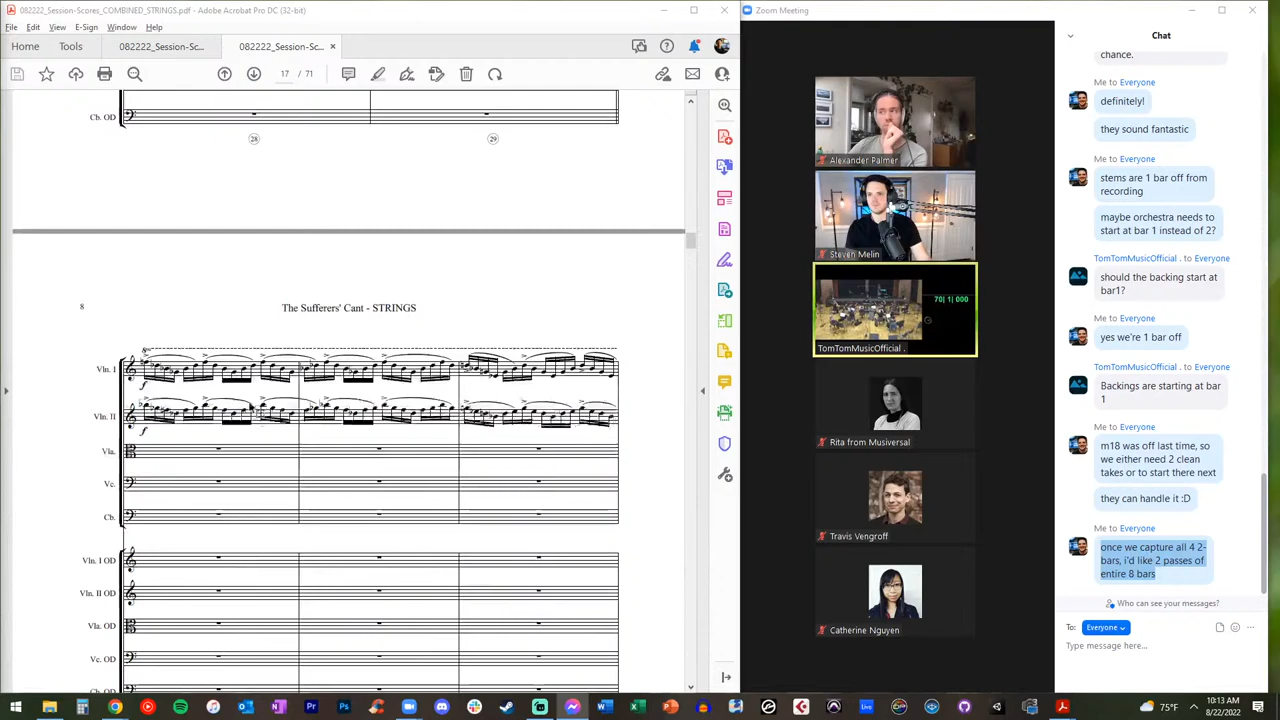 082222_Session-Scores_COMBINED_STRINGS.pdf - Adobe Acrobat Pro DC (32-bit)
File Edit View E-Sign Window Help
Home Tools 082222_Session-Sc... 082222_Session-Sc... ×
17 / 71
Cb. OD
28 29
8 The Sufferers' Cant - STRINGS
8va
Vln. I
f
Vln. II
f
Vla.
Vc.
Cb.
Vln. I OD
Vln. II OD
Vla. OD
Vc. OD
Cb. OD
Zoom Meeting
Alexander Palmer
Steven Melin
70| 1| 000
TomTomMusicOfficial .
Rita from Musiversal
Travis Vengroff
Catherine Nguyen
Chat
chance.
Me to Everyone
definitely!
they sound fantastic
Me to Everyone
stems are 1 bar off from
recording
maybe orchestra needs to
start at bar 1 instead of 2?
TomTomMusicOfficial . to Everyone
should the backing start at
bar1?
Me to Everyone
yes we're 1 bar off
TomTomMusicOfficial . to Everyone
Backings are starting at bar
1
Me to Everyone
m18 was off last time, so
we either need 2 clean
takes or to start there next
they can handle it :D
Me to Everyone
once we capture all 4 2-
bars, i'd like 2 passes of
entire 8 bars
Who can see your messages?
To: Everyone
Type message here...
Pr Ps Live
75°F
10:13 AM
8/22/2022